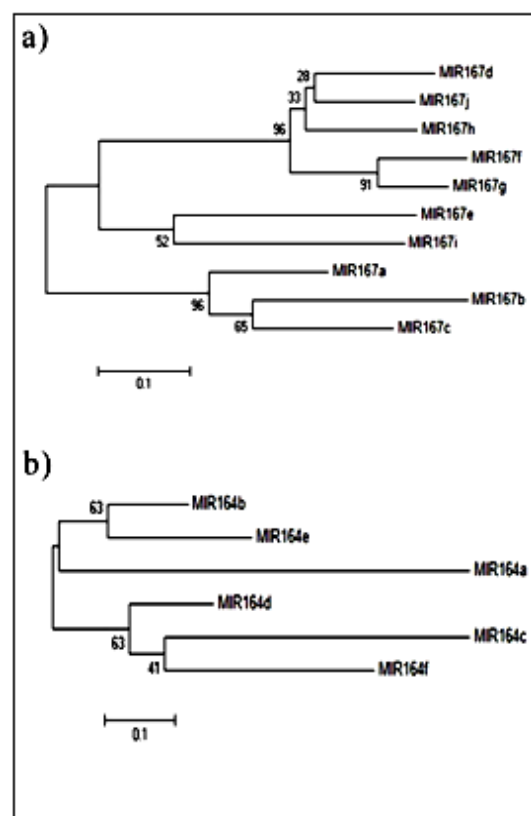 a)
28
MIR167d
33
MIR167j
96
MIR167h
MIR167f
91
MIR167g
MIR167e
52
MIR167i
MIR167a
96
MIR167b
65
MIR167c
0.1
b)
63
MIR164b
MIR164e
MIR164a
MIR164d
63
MIR164c
41
MIR164f
0.1